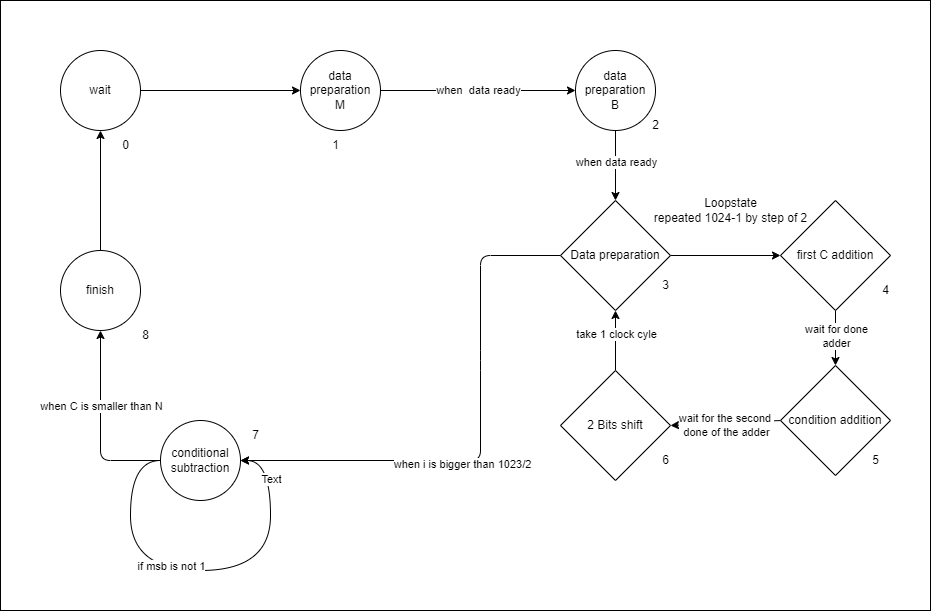 wait
0
data
preparation
M
1
when  data ready
data
preparation
B
2
when data ready
Loopstate
repeated 1024-1 by step of 2
Data preparation
3
first C addition
4
wait for done
adder
condition addition
5
wait for the second
done of the adder
2 Bits shift
6
take 1 clock cyle
when i is bigger than 1023/2
7
conditional
subtraction
Text
if msb is not 1
when C is smaller than N
finish
8